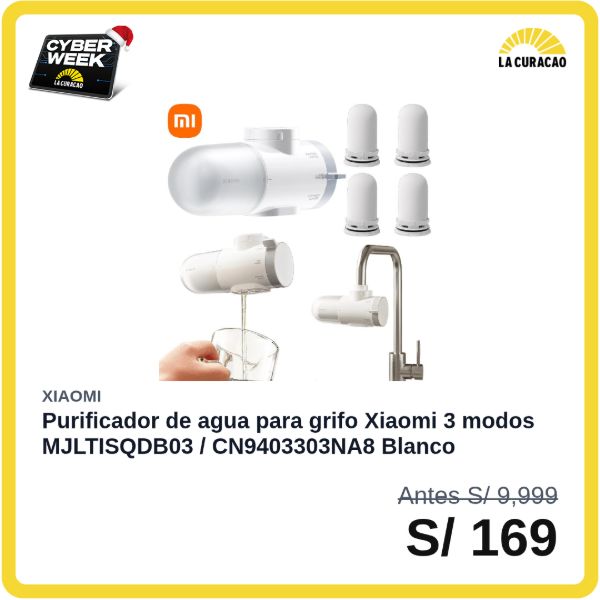 CYBER
WEEK
LA CURACAO
LA CURACAO
XIAOMI
Purificador de agua para grifo Xiaomi 3 modos
MJLTISQDB03 / CN9403303NA8 Blanco
Antes S/ 9,999
S/ 169